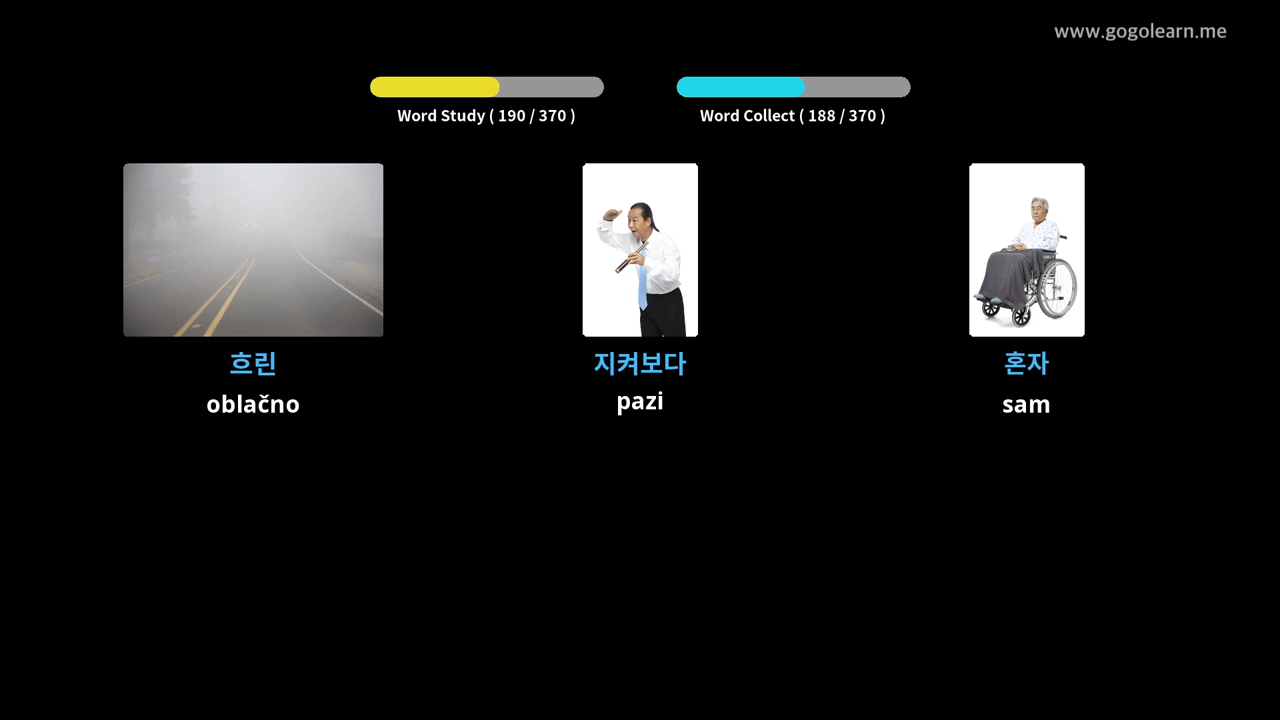 www.gogolearn.me
Word Study ( 190 / 370 )
Word Collect ( 188 / 370 )
흐린
지켜보다
혼자
oblačno
pazi
sam